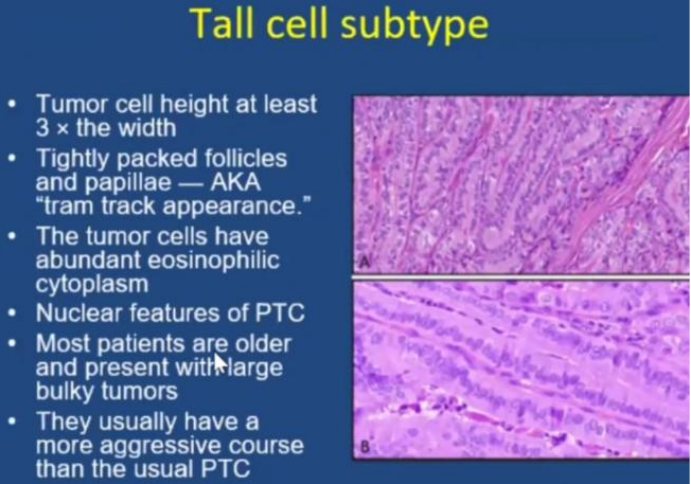 Tall cell subtype
• Tumor cell height at least
3 × the width
• Tightly packed follicles
and papillae — AKA
“tram track appearance.”
• The tumor cells have
abundant eosinophilic
cytoplasm
• Nuclear features of PTC
• Most patients are older
and present with large
bulky tumors
• They usually have a
more aggressive course
than the usual PTC
A
B